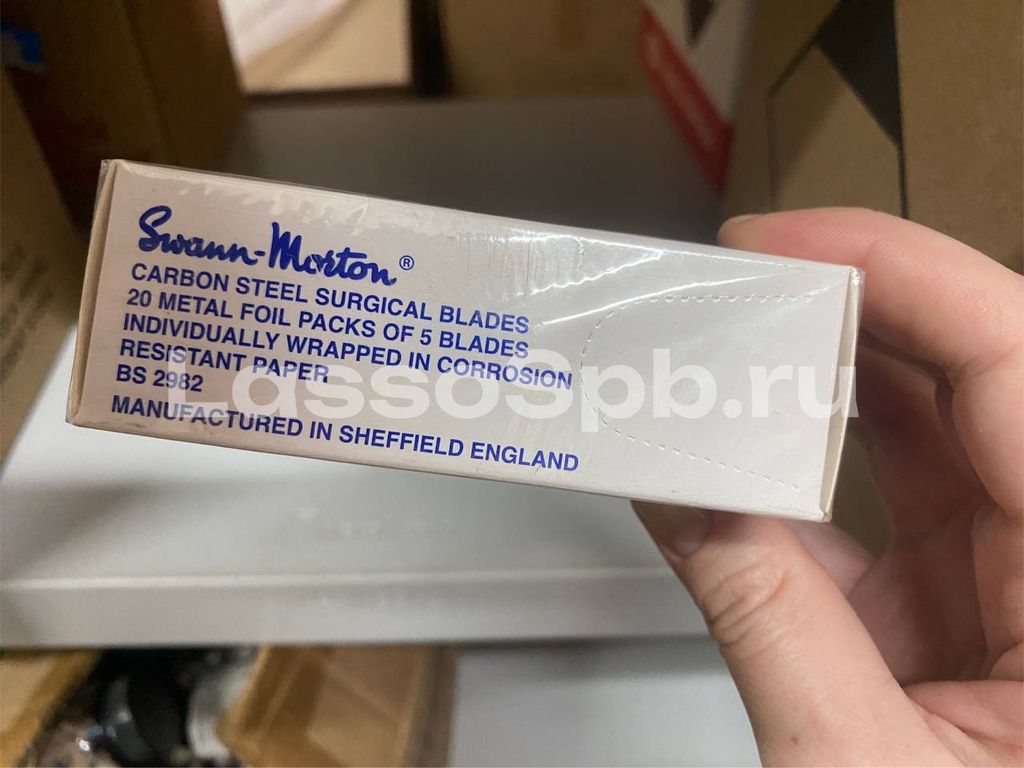 Swann-Morton®
CARBON STEEL SURGICAL BLADES
20 METAL FOIL PACKS OF 5 BLADES
INDIVIDUALLY WRAPPED IN CORROSION
RESISTANT PAPER
BS 2982
MANUFACTURED IN SHEFFIELD ENGLAND
LassoSpb.ru